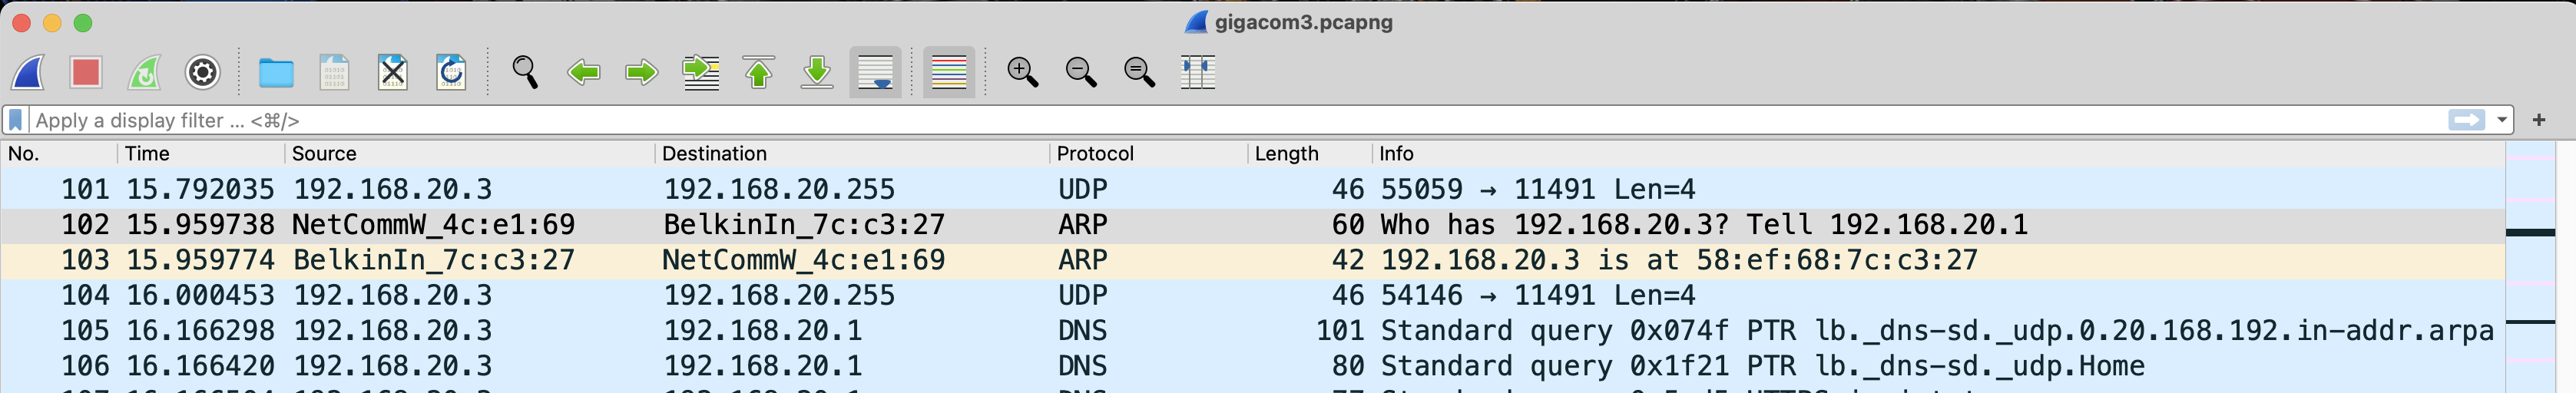 gigacom3.pcapng
Apply a display filter ... <⌘/>
+
No. Time Source Destination Protocol Length Info
101 15.792035 192.168.20.3 192.168.20.255 UDP 46 55059 → 11491 Len=4
102 15.959738 NetCommW_4c:e1:69 BelkinIn_7c:c3:27 ARP 60 Who has 192.168.20.3? Tell 192.168.20.1
103 15.959774 BelkinIn_7c:c3:27 NetCommW_4c:e1:69 ARP 42 192.168.20.3 is at 58:ef:68:7c:c3:27
104 16.000453 192.168.20.3 192.168.20.255 UDP 46 54146 → 11491 Len=4
105 16.166298 192.168.20.3 192.168.20.1 DNS 101 Standard query 0x074f PTR lb._dns-sd._udp.0.20.168.192.in-addr.arpa
106 16.166420 192.168.20.3 192.168.20.1 DNS 80 Standard query 0x1f21 PTR lb._dns-sd._udp.Home